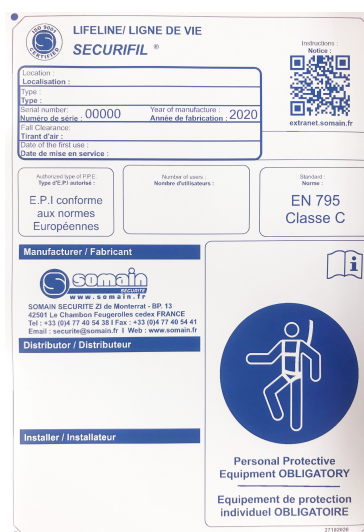 ISO 9001
CERTIFIED
LIFELINE/ LIGNE DE VIE
SECURIFIL ®
Instructions :
Notice :
extranet.somain.fr
Location :
Localisation :
Type :
Type :
Serial number:
Numéro de série : 00000
Year of manufacture :
Année de fabrication : 2020
Fall Clearance:
Tirant d'air :
Date of the first use :
Date de mise en service :
Authorized type of P.P.E.
Type d'E.P.I autorisé :
E.P.I conforme
aux normes
Européennes
Number of users :
Nombre d'utilisateurs :
Standard :
Norme :
EN 795
Classe C
Manufacturer / Fabricant
somain
SECURITE
www.somain.fr
SOMAIN SECURITE ZI de Monterrat - BP. 13
42501 Le Chambon Feugerolles cedex FRANCE
Tel : +33 (0)4 77 40 54 38 I Fax : +33 (0)4 77 40 54 41
Email : securite@somain.fr I Web : www.somain.fr
Distributor / Distributeur
Installer / Installateur
i
Personal Protective
Equipment OBLIGATORY
Equipement de protection
individuel OBLIGATOIRE